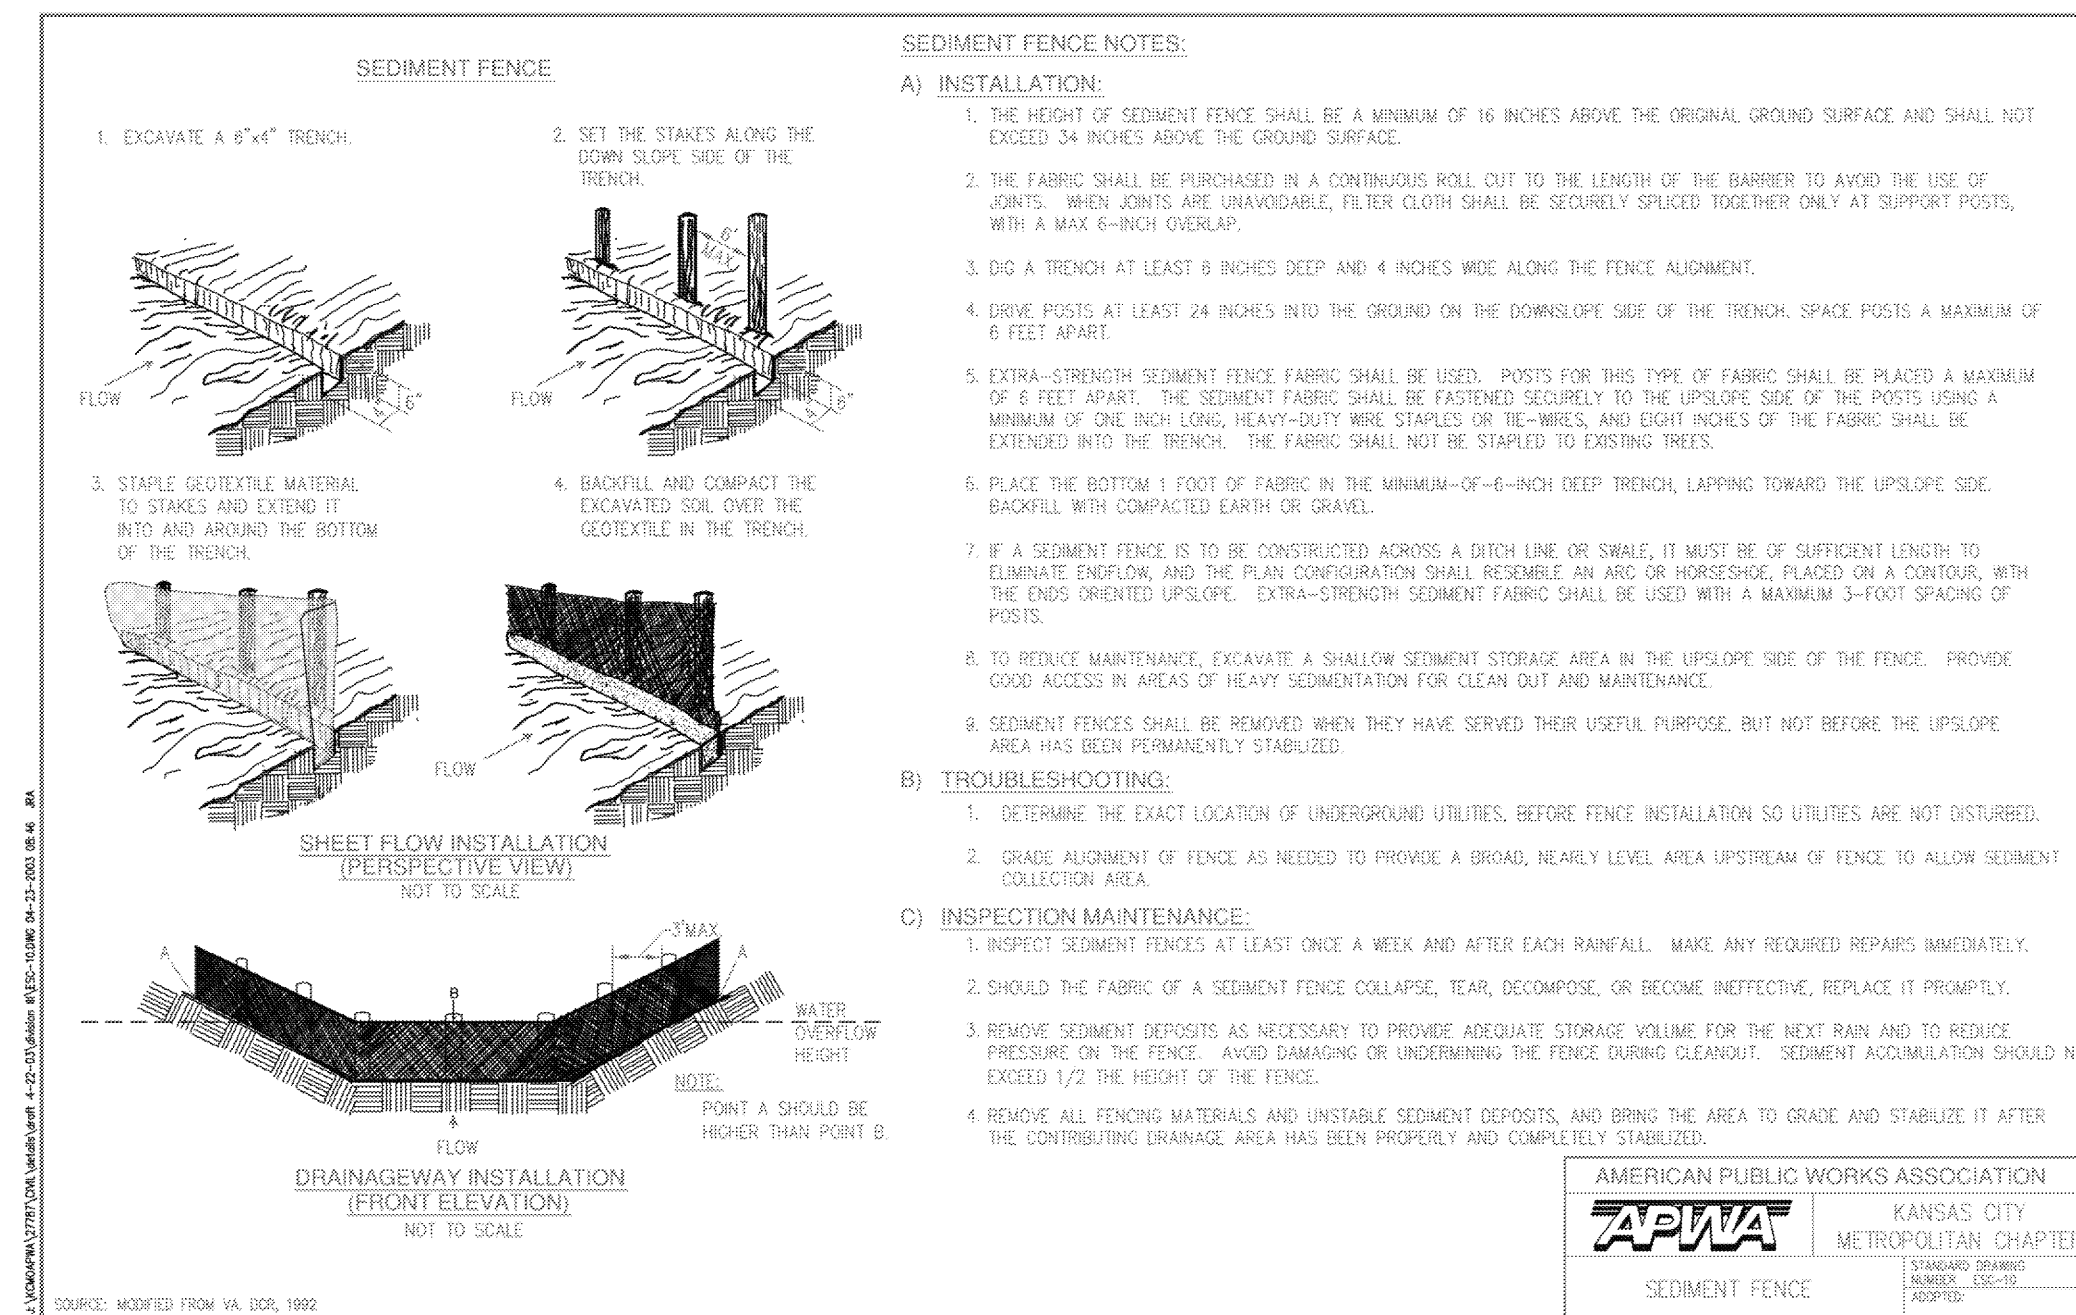 SEDIMENT FENCE
1. EXCAVATE A 6"x4" TRENCH.
2. SET THE STAKES ALONG THE
DOWN SLOPE SIDE OF THE
TRENCH.
6'
MAX.
FLOW
4"
6"
FLOW
4"
6"
3. STAPLE GEOTEXTILE MATERIAL
TO STAKES AND EXTEND IT
INTO AND AROUND THE BOTTOM
OF THE TRENCH.
4. BACKFILL AND COMPACT THE
EXCAVATED SOIL OVER THE
GEOTEXTILE IN THE TRENCH.
FLOW
SHEET FLOW INSTALLATION
(PERSPECTIVE VIEW)
NOT TO SCALE
3'MAX.
A
A
B
WATER
OVERFLOW
HEIGHT
NOTE:
POINT A SHOULD BE
HIGHER THAN POINT B.
FLOW
DRAINAGEWAY INSTALLATION
(FRONT ELEVATION)
NOT TO SCALE
SOURCE: MODIFIED FROM VA. DCR, 1992
J:\KCMOAPWA\27787\CIVIL\details\draft 4-22-03\division III\ESC-10.DWG 04-23-2003 08:46 JRA
SEDIMENT FENCE NOTES:
A) INSTALLATION:
1. THE HEIGHT OF SEDIMENT FENCE SHALL BE A MINIMUM OF 16 INCHES ABOVE THE ORIGINAL GROUND SURFACE AND SHALL NOT
EXCEED 34 INCHES ABOVE THE GROUND SURFACE.
2. THE FABRIC SHALL BE PURCHASED IN A CONTINUOUS ROLL CUT TO THE LENGTH OF THE BARRIER TO AVOID THE USE OF
JOINTS. WHEN JOINTS ARE UNAVOIDABLE, FILTER CLOTH SHALL BE SECURELY SPLICED TOGETHER ONLY AT SUPPORT POSTS,
WITH A MAX 6-INCH OVERLAP.
3. DIG A TRENCH AT LEAST 6 INCHES DEEP AND 4 INCHES WIDE ALONG THE FENCE ALIGNMENT.
4. DRIVE POSTS AT LEAST 24 INCHES INTO THE GROUND ON THE DOWNSLOPE SIDE OF THE TRENCH. SPACE POSTS A MAXIMUM OF
6 FEET APART.
5. EXTRA-STRENGTH SEDIMENT FENCE FABRIC SHALL BE USED. POSTS FOR THIS TYPE OF FABRIC SHALL BE PLACED A MAXIMUM
OF 6 FEET APART. THE SEDIMENT FABRIC SHALL BE FASTENED SECURELY TO THE UPSLOPE SIDE OF THE POSTS USING A
MINIMUM OF ONE INCH LONG, HEAVY-DUTY WIRE STAPLES OR TIE-WIRES, AND EIGHT INCHES OF THE FABRIC SHALL BE
EXTENDED INTO THE TRENCH. THE FABRIC SHALL NOT BE STAPLED TO EXISTING TREES.
6. PLACE THE BOTTOM 1 FOOT OF FABRIC IN THE MINIMUM-OF-6-INCH DEEP TRENCH, LAPPING TOWARD THE UPSLOPE SIDE.
BACKFILL WITH COMPACTED EARTH OR GRAVEL.
7. IF A SEDIMENT FENCE IS TO BE CONSTRUCTED ACROSS A DITCH LINE OR SWALE, IT MUST BE OF SUFFICIENT LENGTH TO
ELIMINATE ENDFLOW, AND THE PLAN CONFIGURATION SHALL RESEMBLE AN ARC OR HORSESHOE, PLACED ON A CONTOUR, WITH
THE ENDS ORIENTED UPSLOPE. EXTRA-STRENGTH SEDIMENT FABRIC SHALL BE USED WITH A MAXIMUM 3-FOOT SPACING OF
POSTS.
8. TO REDUCE MAINTENANCE, EXCAVATE A SHALLOW SEDIMENT STORAGE AREA IN THE UPSLOPE SIDE OF THE FENCE. PROVIDE
GOOD ACCESS IN AREAS OF HEAVY SEDIMENTATION FOR CLEAN OUT AND MAINTENANCE.
9. SEDIMENT FENCES SHALL BE REMOVED WHEN THEY HAVE SERVED THEIR USEFUL PURPOSE, BUT NOT BEFORE THE UPSLOPE
AREA HAS BEEN PERMANENTLY STABILIZED.
B) TROUBLESHOOTING:
1. DETERMINE THE EXACT LOCATION OF UNDERGROUND UTILITIES, BEFORE FENCE INSTALLATION SO UTILITIES ARE NOT DISTURBED.
2. GRADE ALIGNMENT OF FENCE AS NEEDED TO PROVIDE A BROAD, NEARLY LEVEL AREA UPSTREAM OF FENCE TO ALLOW SEDIMENT
COLLECTION AREA.
C) INSPECTION MAINTENANCE:
1. INSPECT SEDIMENT FENCES AT LEAST ONCE A WEEK AND AFTER EACH RAINFALL. MAKE ANY REQUIRED REPAIRS IMMEDIATELY.
2. SHOULD THE FABRIC OF A SEDIMENT FENCE COLLAPSE, TEAR, DECOMPOSE, OR BECOME INEFFECTIVE, REPLACE IT PROMPTLY.
3. REMOVE SEDIMENT DEPOSITS AS NECESSARY TO PROVIDE ADEQUATE STORAGE VOLUME FOR THE NEXT RAIN AND TO REDUCE
PRESSURE ON THE FENCE. AVOID DAMAGING OR UNDERMINING THE FENCE DURING CLEANOUT. SEDIMENT ACCUMULATION SHOULD N
EXCEED 1/2 THE HEIGHT OF THE FENCE.
4. REMOVE ALL FENCING MATERIALS AND UNSTABLE SEDIMENT DEPOSITS, AND BRING THE AREA TO GRADE AND STABILIZE IT AFTER
THE CONTRIBUTING DRAINAGE AREA HAS BEEN PROPERLY AND COMPLETELY STABILIZED.
AMERICAN PUBLIC WORKS ASSOCIATION
APWA
KANSAS CITY
METROPOLITAN CHAPTER
SEDIMENT FENCE
STANDARD DRAWING
NUMBER ESC-10
ADOPTED: